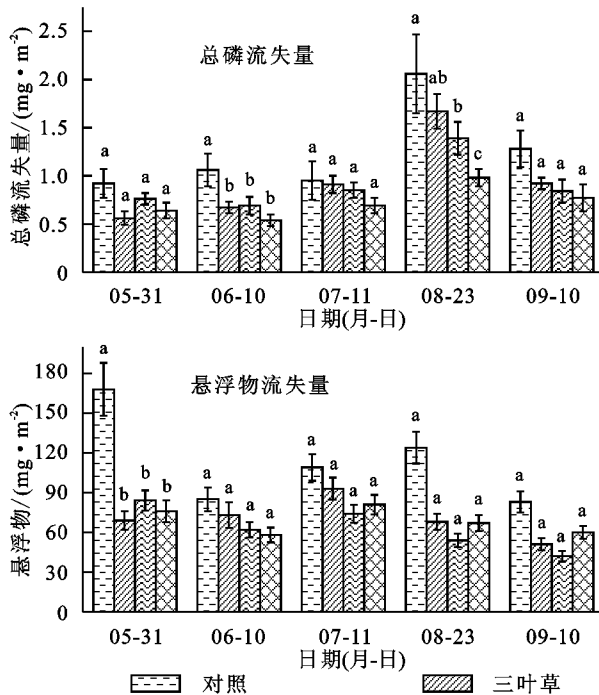 总磷流失量
总磷流失量/(mg·m⁻²)
2.5
2.0
1.5
1.0
0.5
0
a a a a
a b b b
a a a a
a ab b c
a a a a
05-31 06-10 07-11 08-23 09-10
日期(月-日)
悬浮物流失量
悬浮物/(mg·m⁻²)
180
150
120
90
60
30
0
a b b b
a a a a
a a a a
a a a a
a a a a
05-31 06-10 07-11 08-23 09-10
日期(月-日)
对照 三叶草